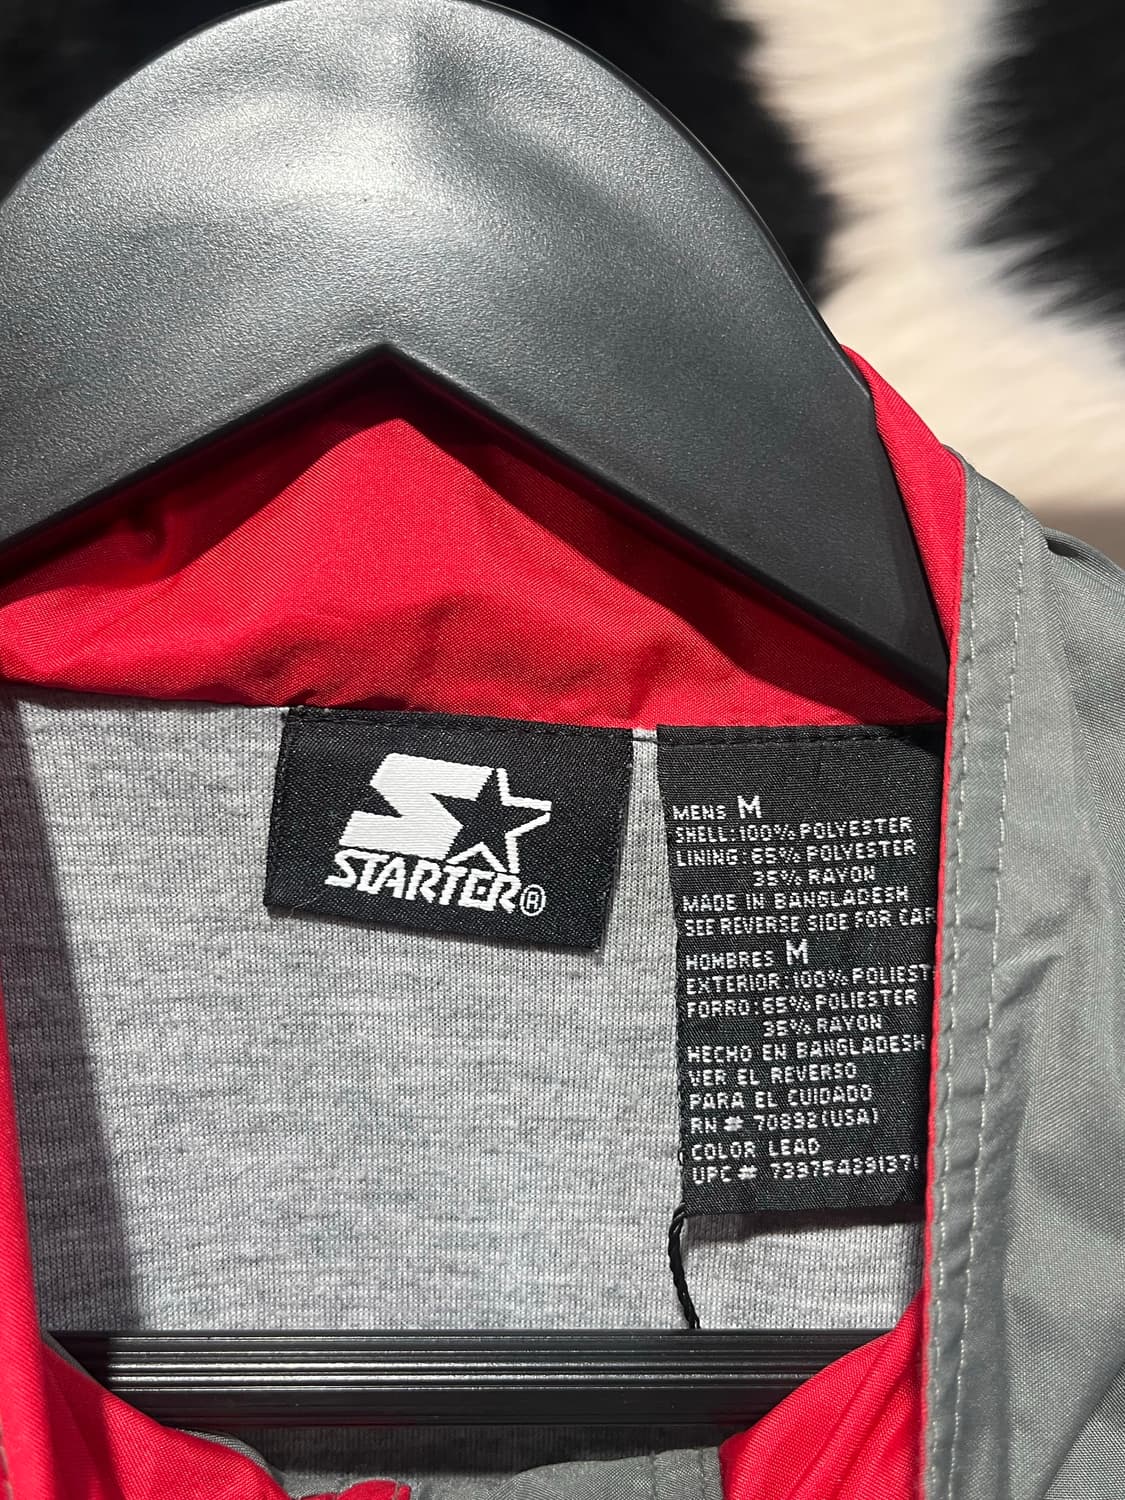 STARTER®
MENS M
SHELL:100% POLYESTER
LINING:65% POLYESTER
35% RAYON
MADE IN BANGLADESH
SEE REVERSE SIDE FOR CAR
HOMBRES M
EXTERIOR:100% POLIEST
FORRO:65% POLIESTER
35% RAYON
HECHO EN BANGLADESH
VER EL REVERSO
PARA EL CUIDADO
RN # 70892(USA)
COLOR LEAD
UPC #